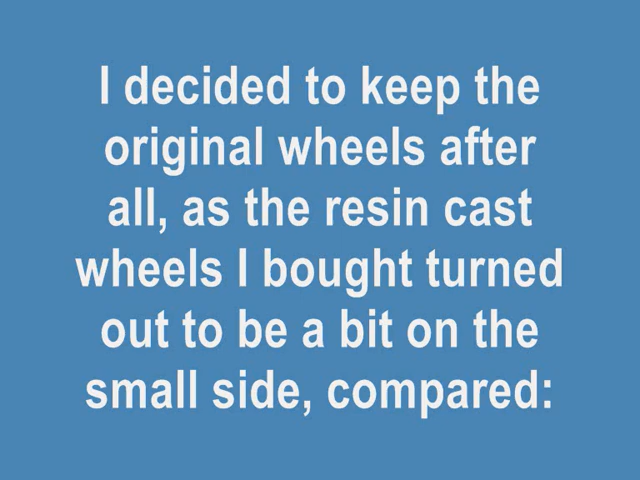 I decided to keep the
original wheels after
all, as the resin cast
wheels I bought turned
out to be a bit on the
small side, compared: